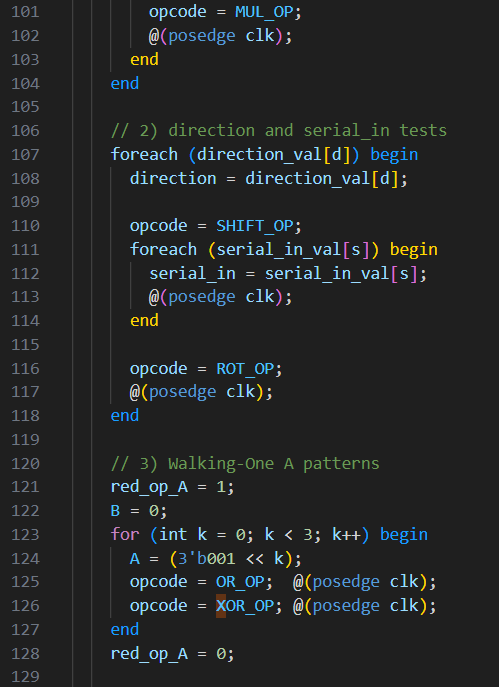 101 opcode = MUL_OP;
102 @(posedge clk);
103 end
104 end
105
106 // 2) direction and serial_in tests
107 foreach (direction_val[d]) begin
108 direction = direction_val[d];
109
110 opcode = SHIFT_OP;
111 foreach (serial_in_val[s]) begin
112 serial_in = serial_in_val[s];
113 @(posedge clk);
114 end
115
116 opcode = ROT_OP;
117 @(posedge clk);
118 end
119
120 // 3) Walking-One A patterns
121 red_op_A = 1;
122 B = 0;
123 for (int k = 0; k < 3; k++) begin
124 A = (3'b001 << k);
125 opcode = OR_OP;  @(posedge clk);
126 opcode = XOR_OP; @(posedge clk);
127 end
128 red_op_A = 0;
129